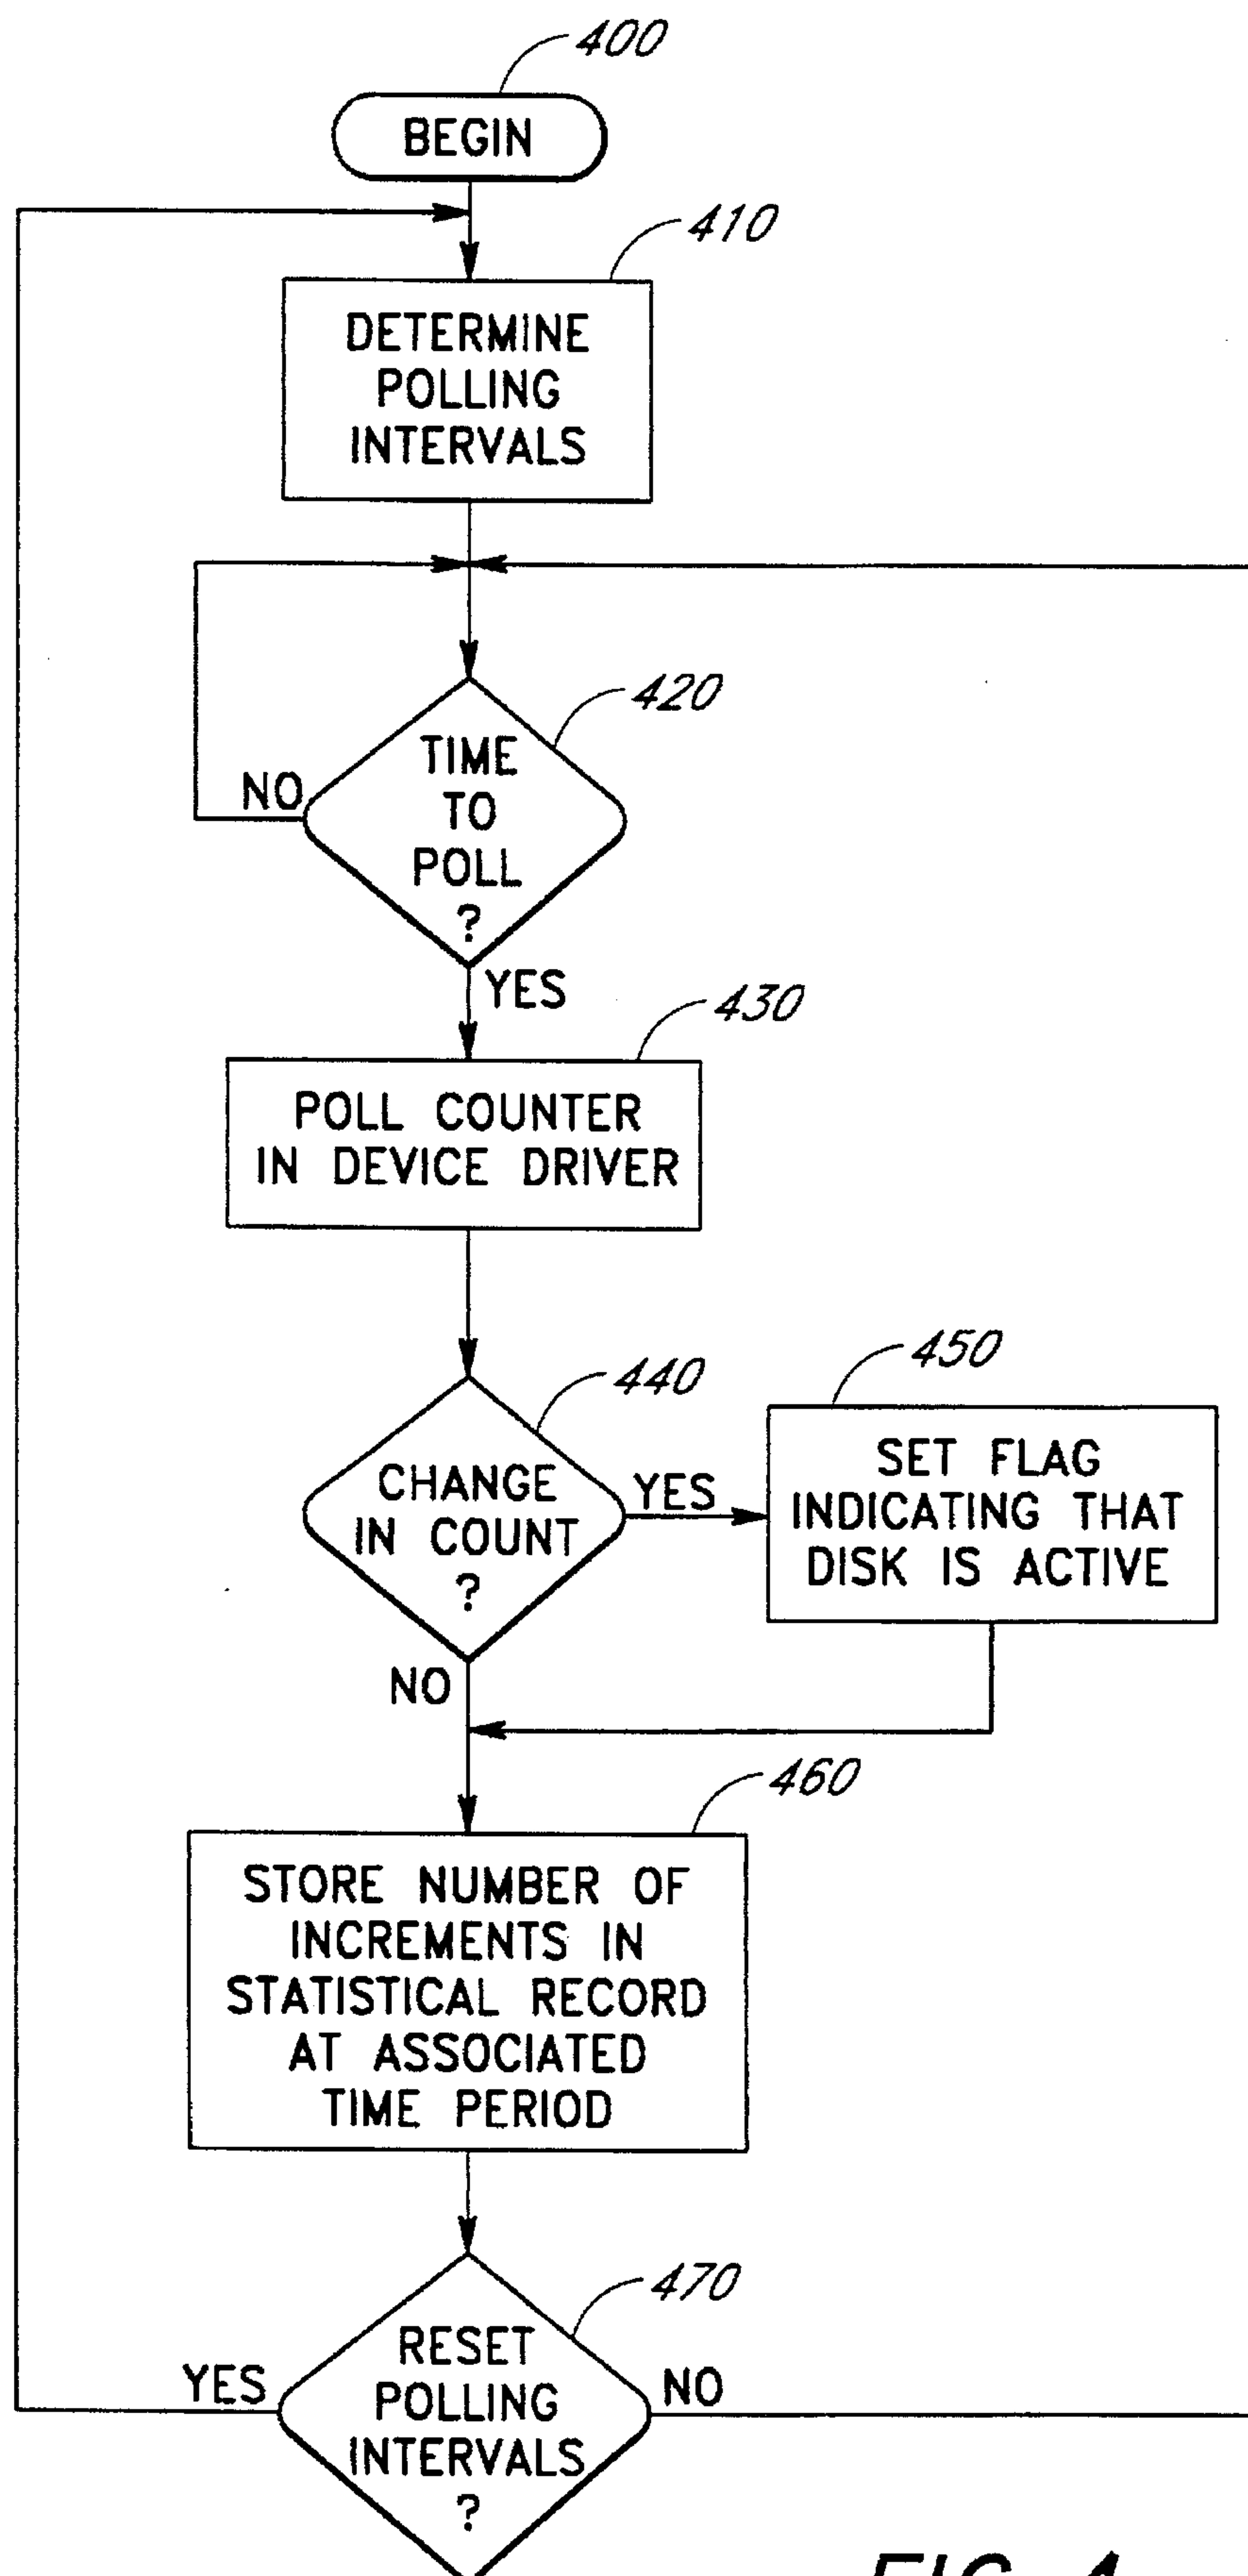 400
BEGIN
410
DETERMINE
POLLING
INTERVALS
420
TIME
TO
POLL
?
NO
YES
430
POLL COUNTER
IN DEVICE DRIVER
440
CHANGE
IN COUNT
?
YES
450
SET FLAG
INDICATING THAT
DISK IS ACTIVE
NO
460
STORE NUMBER OF
INCREMENTS IN
STATISTICAL RECORD
AT ASSOCIATED
TIME PERIOD
470
RESET
POLLING
INTERVALS
?
YES
NO
FIG. 4